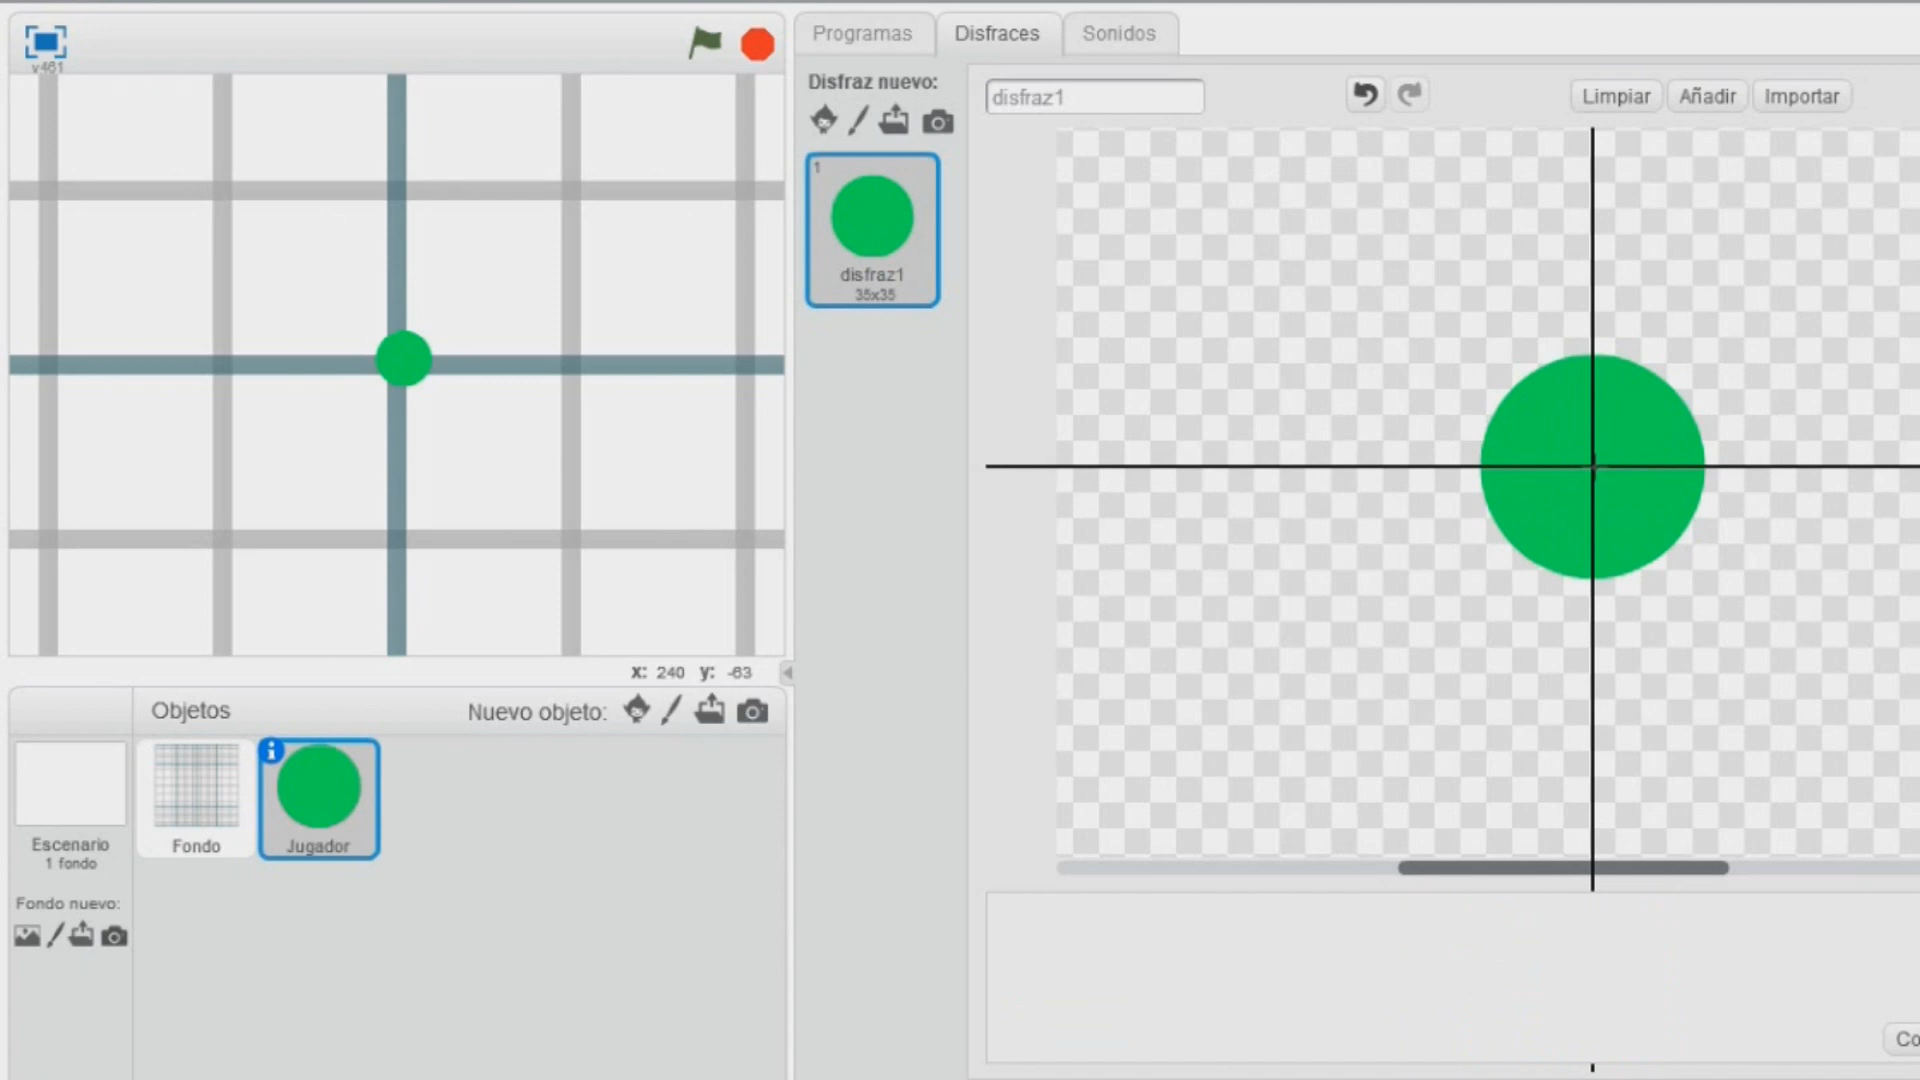 Programas
Disfraces
Sonidos
v461
Disfraz nuevo:
disfraz1
Limpiar
Añadir
Importar
1
disfraz1
35x35
x: 240 y: -63
Objetos
Nuevo objeto:
Escenario
1 fondo
Fondo
Jugador
Fondo nuevo:
Co